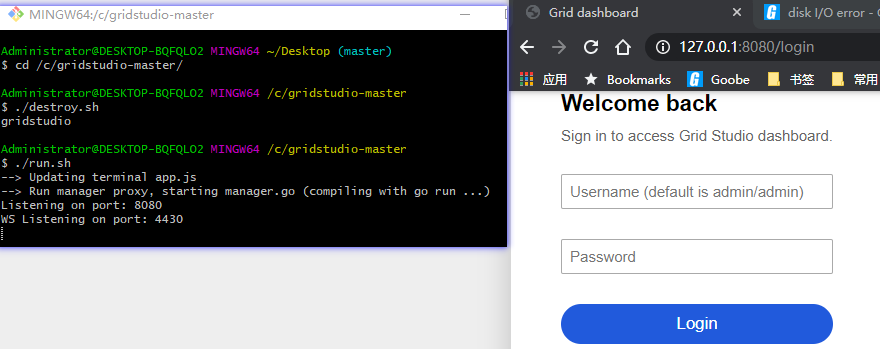 MINGW64:/c/gridstudio-master
Administrator@DESKTOP-BQFQLO2 MINGW64 ~/Desktop (master)
$ cd /c/gridstudio-master/
Administrator@DESKTOP-BQFQLO2 MINGW64 /c/gridstudio-master
$ ./destroy.sh
gridstudio
Administrator@DESKTOP-BQFQLO2 MINGW64 /c/gridstudio-master
$ ./run.sh
--> Updating terminal app.js
--> Run manager proxy, starting manager.go (compiling with go run ...)
Listening on port: 8080
WS Listening on port: 4430
Grid dashboard
disk I/O error - G
127.0.0.1:8080/login
应用 Bookmarks Goobe 书签 常用
Welcome back
Sign in to access Grid Studio dashboard.
Username (default is admin/admin)
Password
Login